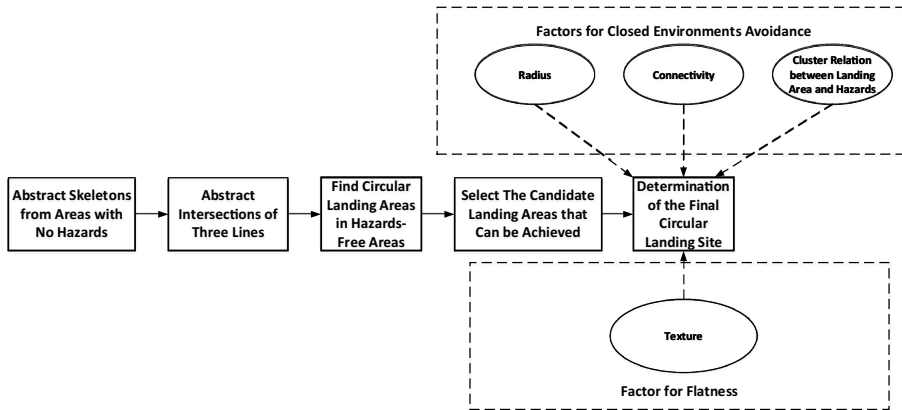 Factors for Closed Environments Avoidance
Radius
Connectivity
Cluster Relation
between Landing
Area and Hazards
Abstract Skeletons
from Areas with
No Hazards
Abstract
Intersections of
Three Lines
Find Circular
Landing Areas
in Hazards-
Free Areas
Select The Candidate
Landing Areas that
Can be Achieved
Determination
of the Final
Circular
Landing Site
Texture
Factor for Flatness